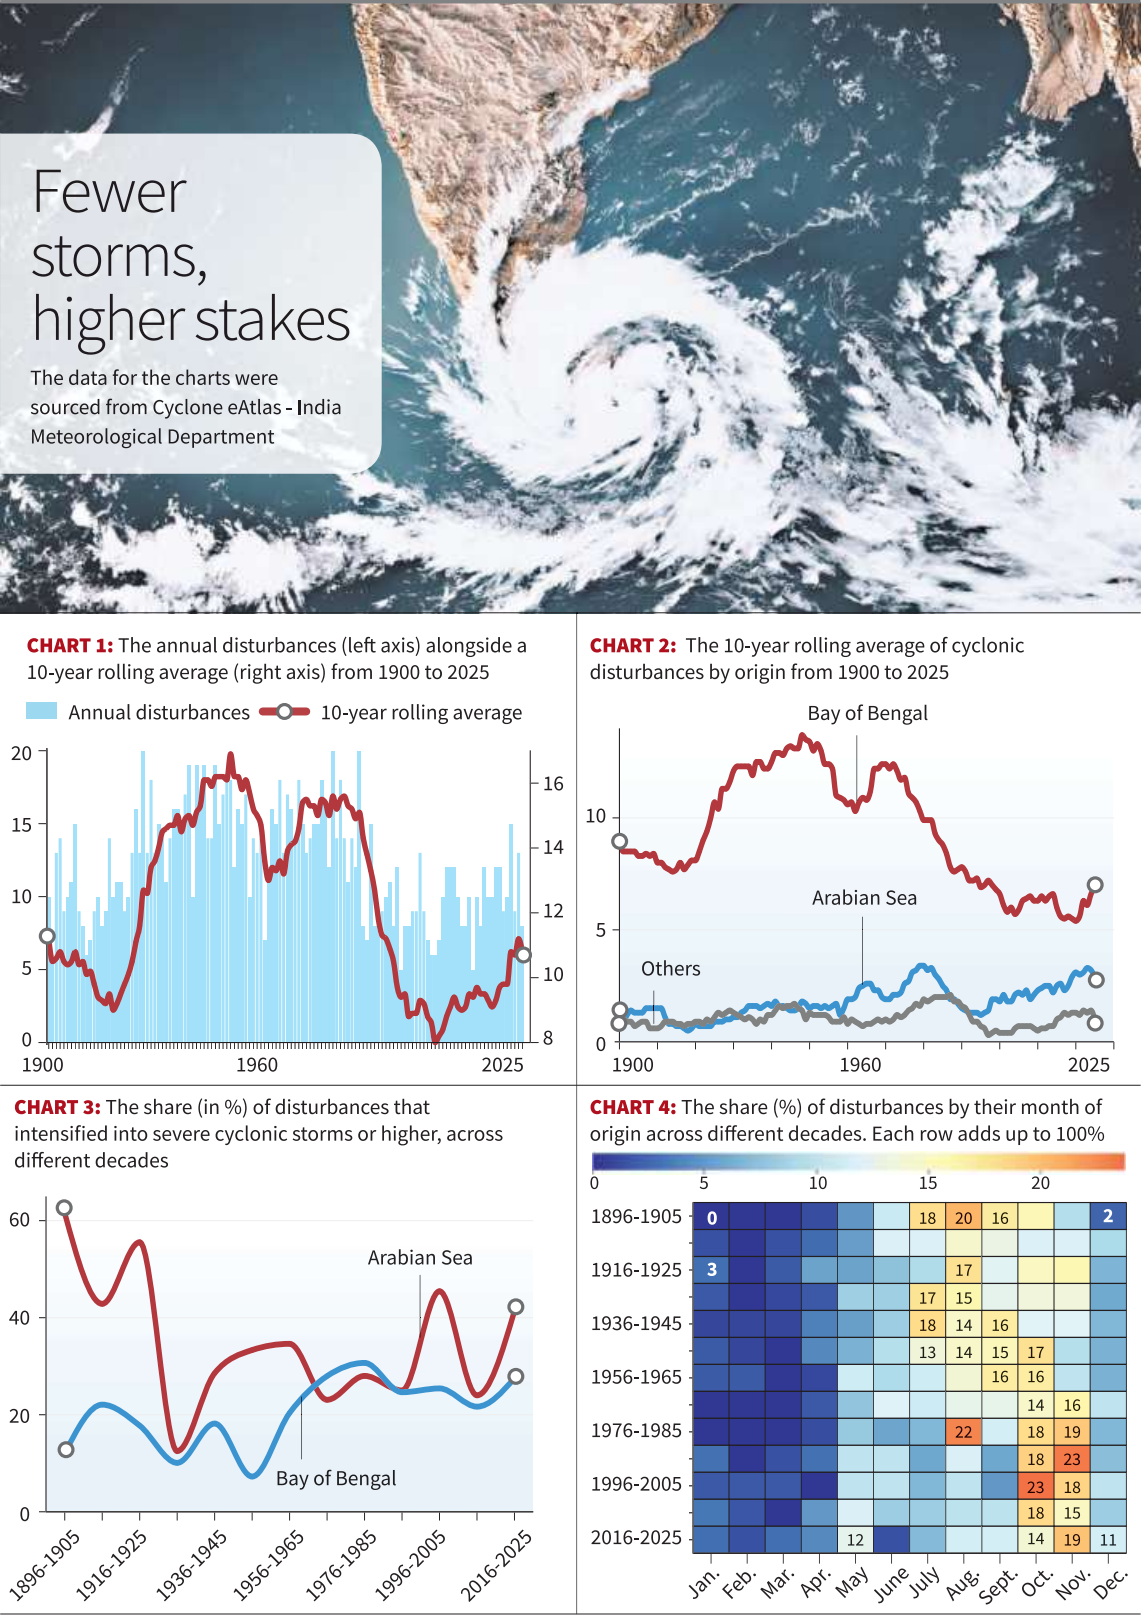 Fewer
storms,
higher stakes
The data for the charts were
sourced from Cyclone eAtlas - India
Meteorological Department
CHART 1: The annual disturbances (left axis) alongside a
10-year rolling average (right axis) from 1900 to 2025
Annual disturbances 10-year rolling average
20
15
10
5
0
16
14
12
10
8
1900 1960 2025
CHART 2: The 10-year rolling average of cyclonic
disturbances by origin from 1900 to 2025
Bay of Bengal
Arabian Sea
Others
10
5
0
1900 1960 2025
CHART 3: The share (in %) of disturbances that
intensified into severe cyclonic storms or higher, across
different decades
60
40
20
0
Arabian Sea
Bay of Bengal
1896-1905 1916-1925 1936-1945 1956-1965 1976-1985 1996-2005 2016-2025
CHART 4: The share (%) of disturbances by their month of
origin across different decades. Each row adds up to 100%
0 5 10 15 20
1896-1905 0 18 20 16 2
1916-1925 3 17
17 15
1936-1945 18 14 16
13 14 15 17
1956-1965 16 16
14 16
1976-1985 22 18 19
18 23
1996-2005 23 18
18 15
2016-2025 12 14 19 11
Jan. Feb. Mar. Apr. May June July Aug. Sept. Oct. Nov. Dec.